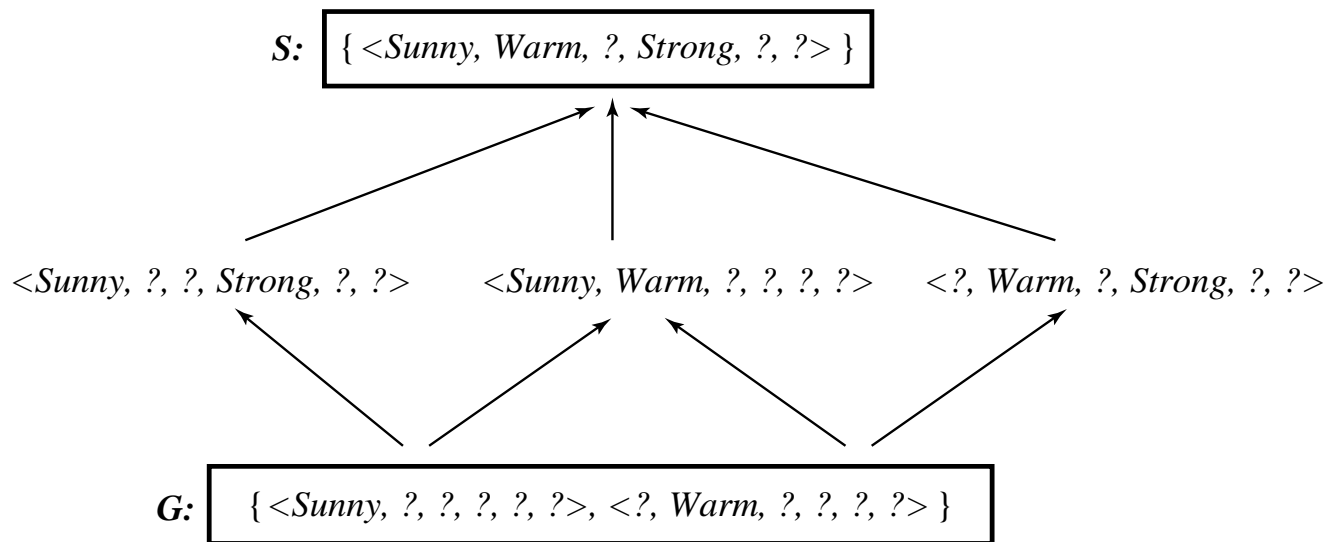 S: { <Sunny, Warm, ?, Strong, ?, ?> }
<Sunny, ?, ?, Strong, ?, ?> <Sunny, Warm, ?, ?, ?, ?> <?, Warm, ?, Strong, ?, ?>
G: { <Sunny, ?, ?, ?, ?, ?>, <?, Warm, ?, ?, ?, ?> }